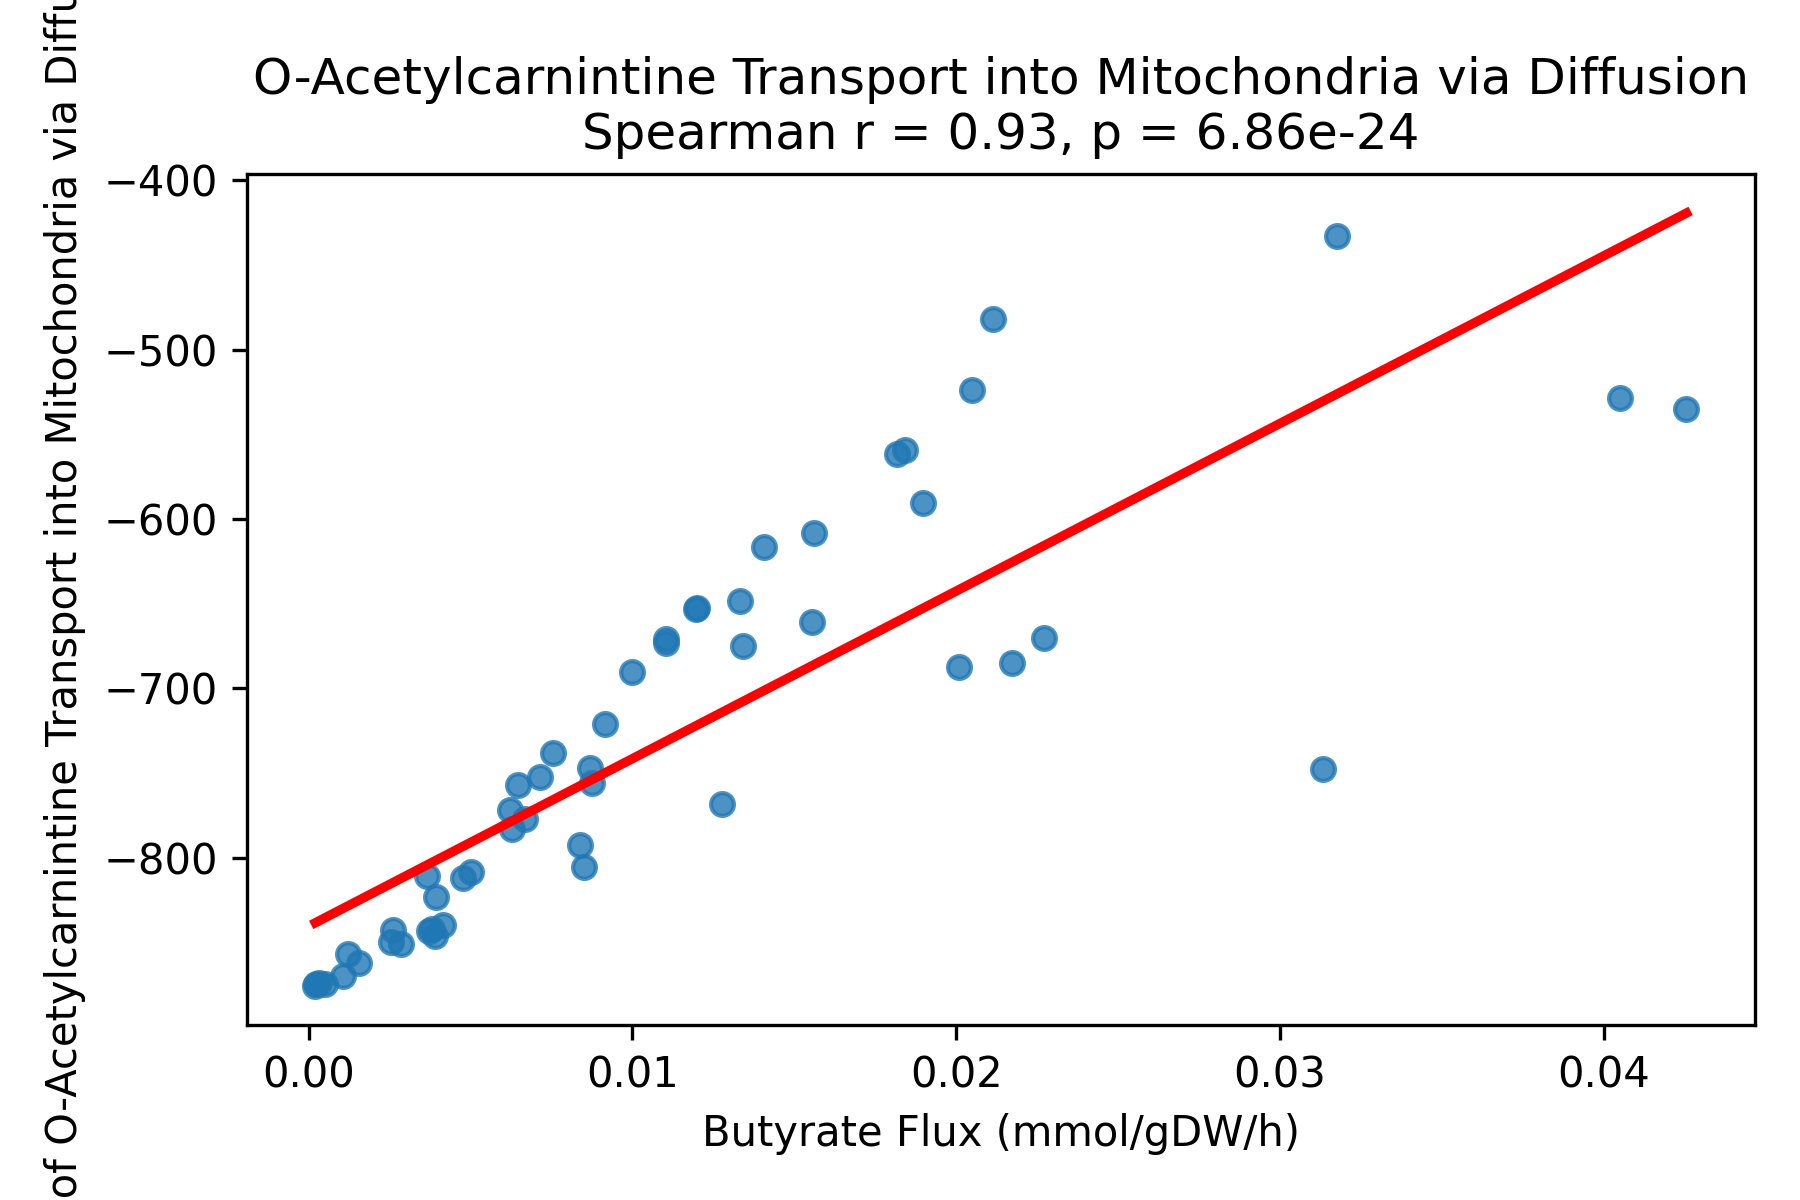 O-Acetylcarnintine Transport into Mitochondria via Diffusion
Spearman r = 0.93, p = 6.86e-24
of O-Acetylcarnintine Transport into Mitochondria via
−400
−500
−600
−700
−800
0.00 0.01 0.02 0.03 0.04
Butyrate Flux (mmol/gDW/h)